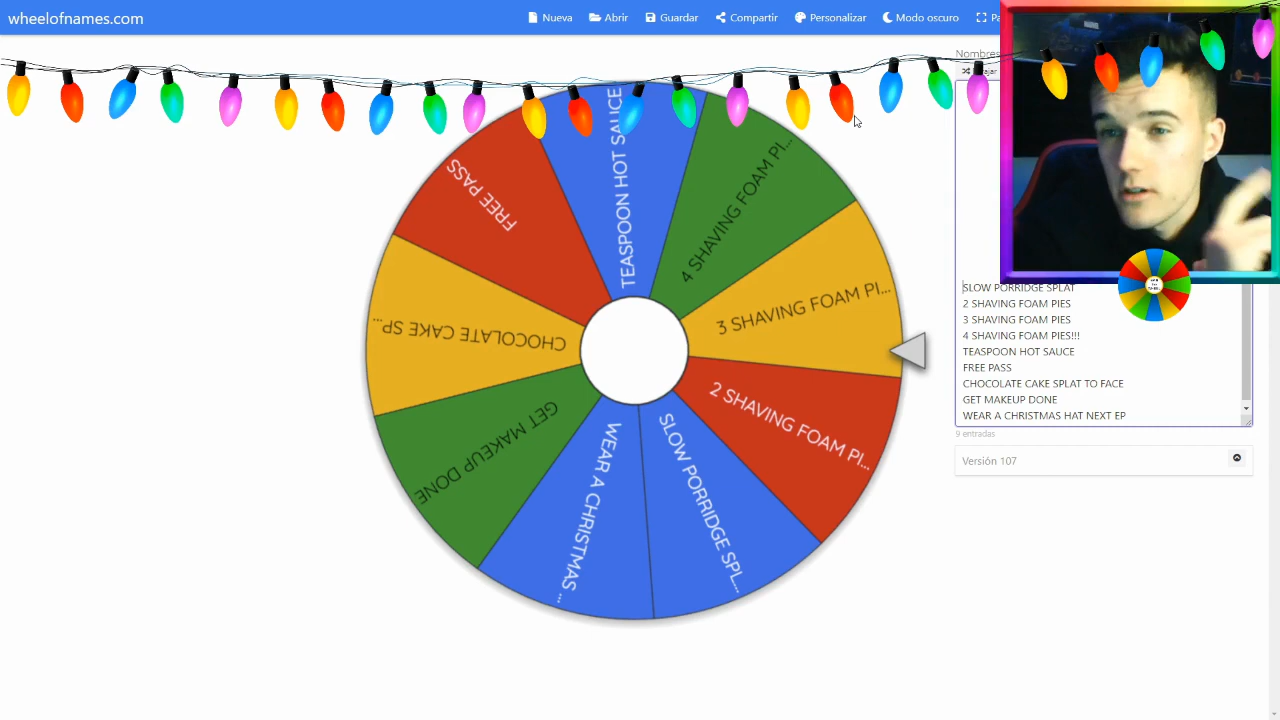 wheelofnames.com
Nueva
Abrir
Guardar
Compartir
Personalizar
Modo oscuro
Nombres
SLOW PORRIDGE SPLAT
2 SHAVING FOAM PIES
3 SHAVING FOAM PIES
4 SHAVING FOAM PIES!!!
TEASPOON HOT SAUCE
FREE PASS
CHOCOLATE CAKE SPLAT TO FACE
GET MAKEUP DONE
WEAR A CHRISTMAS HAT NEXT EP
9 entradas
Versión 107
TEASPOON HOT SAUCE
4 SHAVING FOAM PI...
3 SHAVING FOAM PI...
2 SHAVING FOAM PI...
SLOW PORRIDGE SPL...
WEAR A CHRISTMAS ...
GET MAKEUP DONE
CHOCOLATE CAKE SP...
FREE PASS